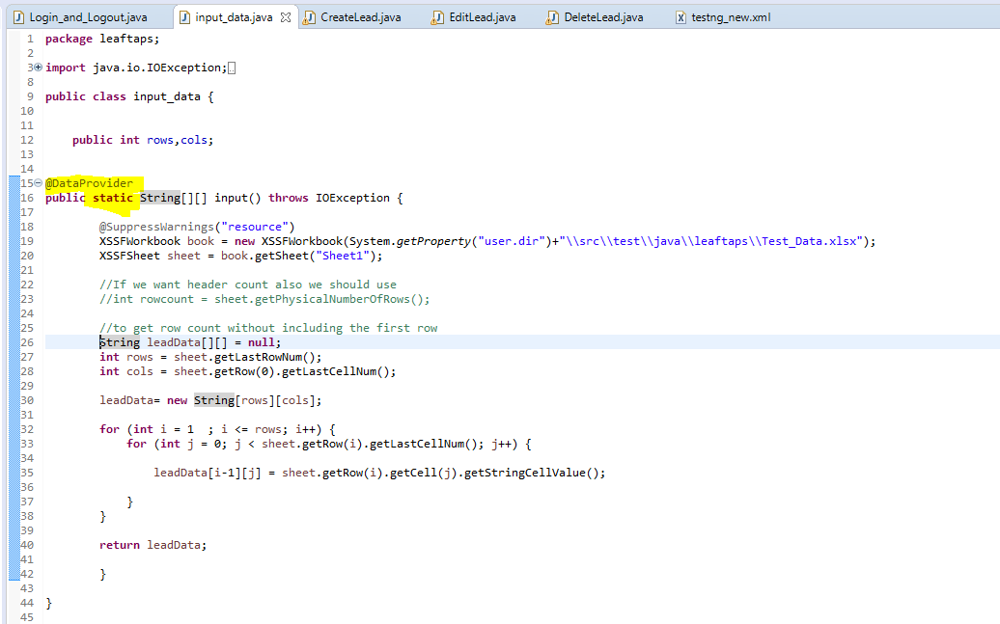 Login_and_Logout.java input_data.java CreateLead.java EditLead.java DeleteLead.java testng_new.xml
1 package leaftaps;
2
3 import java.io.IOException;
8
9 public class input_data {
10
11
12 public int rows,cols;
13
14
15 @DataProvider
16 public static String[][] input() throws IOException {
17
18 @SuppressWarnings("resource")
19 XSSFWorkbook book = new XSSFWorkbook(System.getProperty("user.dir")+"\\src\\test\\java\\leaftaps\\Test_Data.xlsx");
20 XSSFSheet sheet = book.getSheet("Sheet1");
21
22 //If we want header count also we should use
23 //int rowcount = sheet.getPhysicalNumberOfRows();
24
25 //to get row count without including the first row
26 String leadData[][] = null;
27 int rows = sheet.getLastRowNum();
28 int cols = sheet.getRow(0).getLastCellNum();
29
30 leadData= new String[rows][cols];
31
32 for (int i = 1  ; i <= rows; i++) {
33 for (int j = 0; j < sheet.getRow(i).getLastCellNum(); j++) {
34
35 leadData[i-1][j] = sheet.getRow(i).getCell(j).getStringCellValue();
36
37 }
38 }
39
40 return leadData;
41
42 }
43
44 }
45